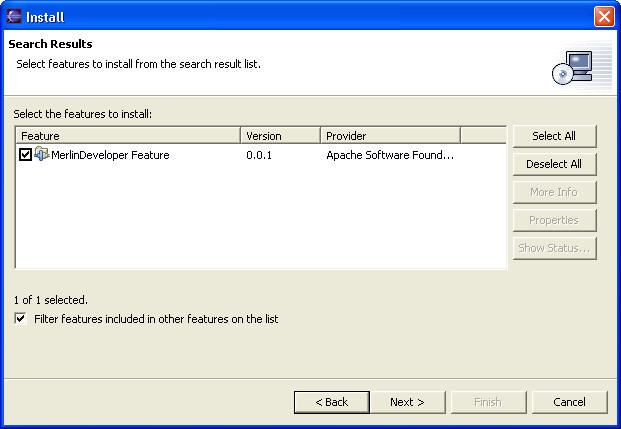 Install
Search Results
Select features to install from the search result list.
Select the features to install:
Feature Version Provider
MerlinDeveloper Feature 0.0.1 Apache Software Found...
Select All
Deselect All
More Info
Properties
Show Status...
1 of 1 selected.
Filter features included in other features on the list
< Back Next > Finish Cancel